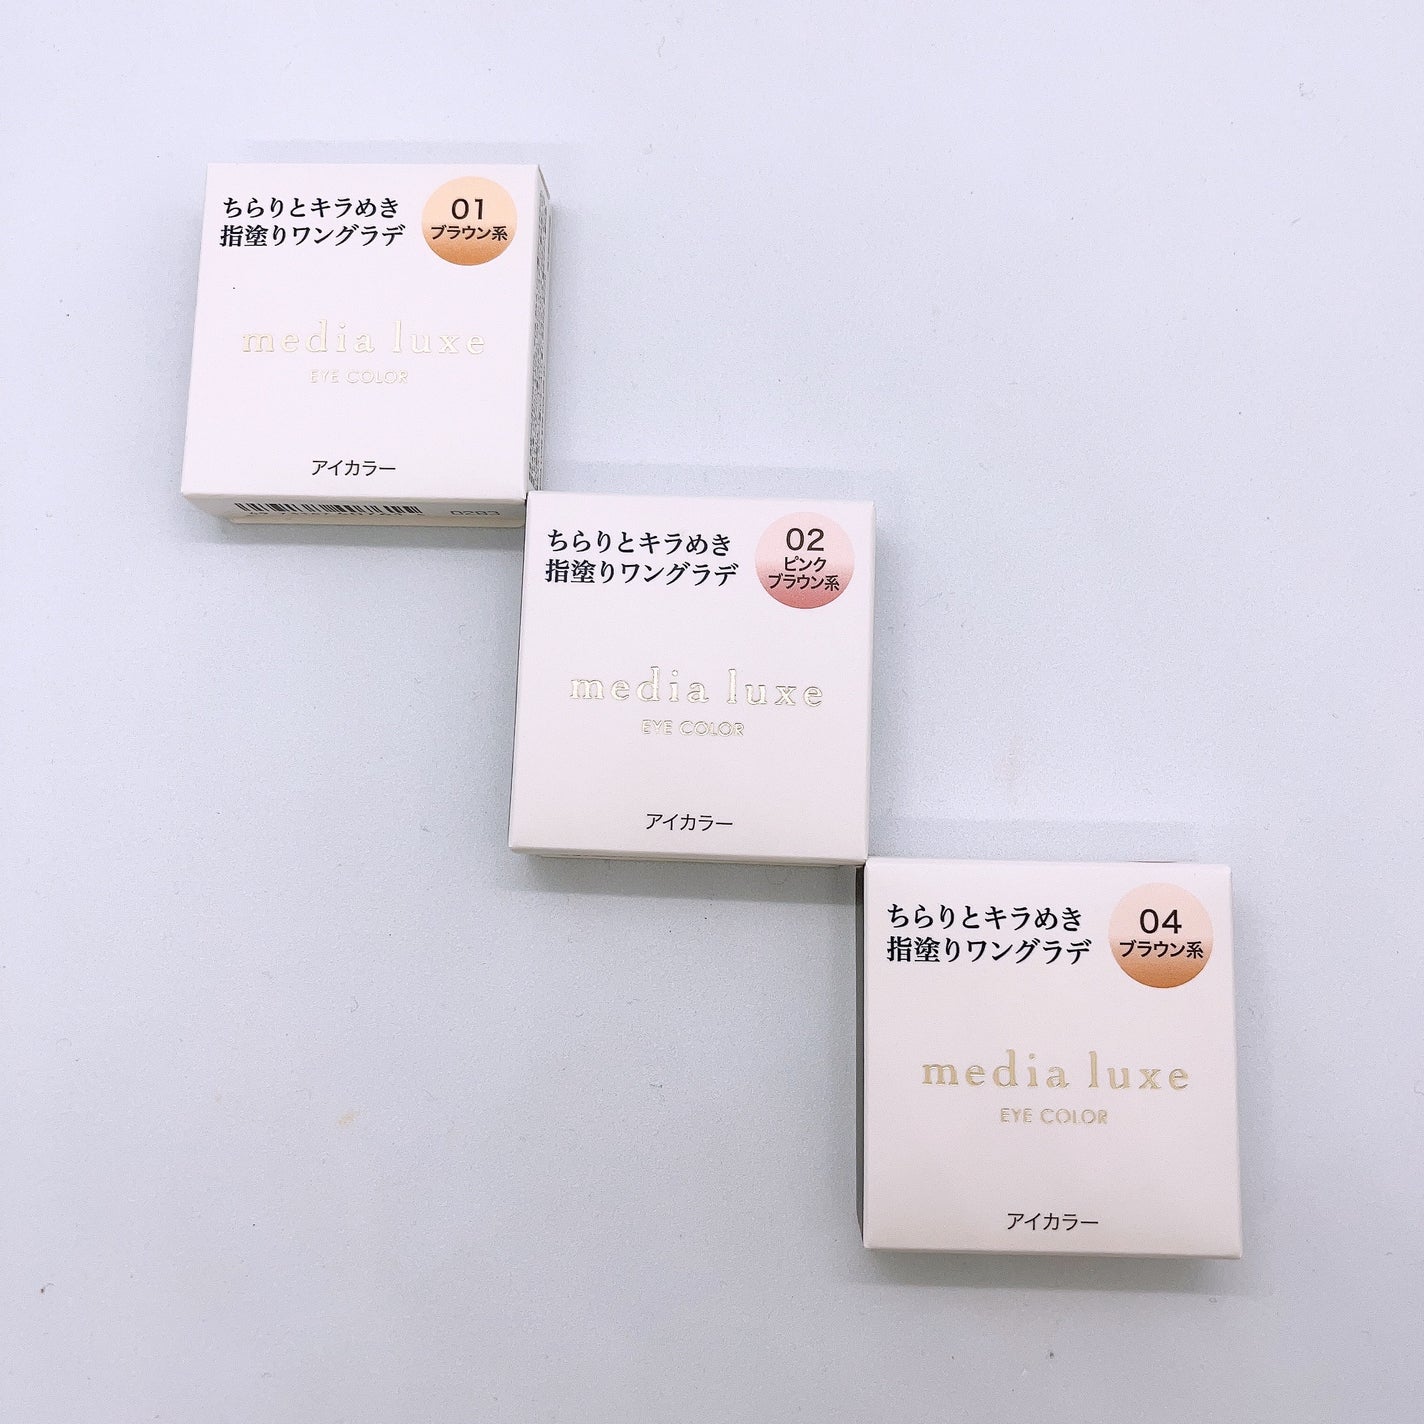 ちらりとキラめき
指塗りワングラデ
01
ブラウン系
media luxe
EYE COLOR
アイカラー
0283
ちらりとキラめき
指塗りワングラデ
02
ピンク
ブラウン系
media luxe
EYE COLOR
アイカラー
ちらりとキラめき
指塗りワングラデ
04
ブラウン系
media luxe
EYE COLOR
アイカラー